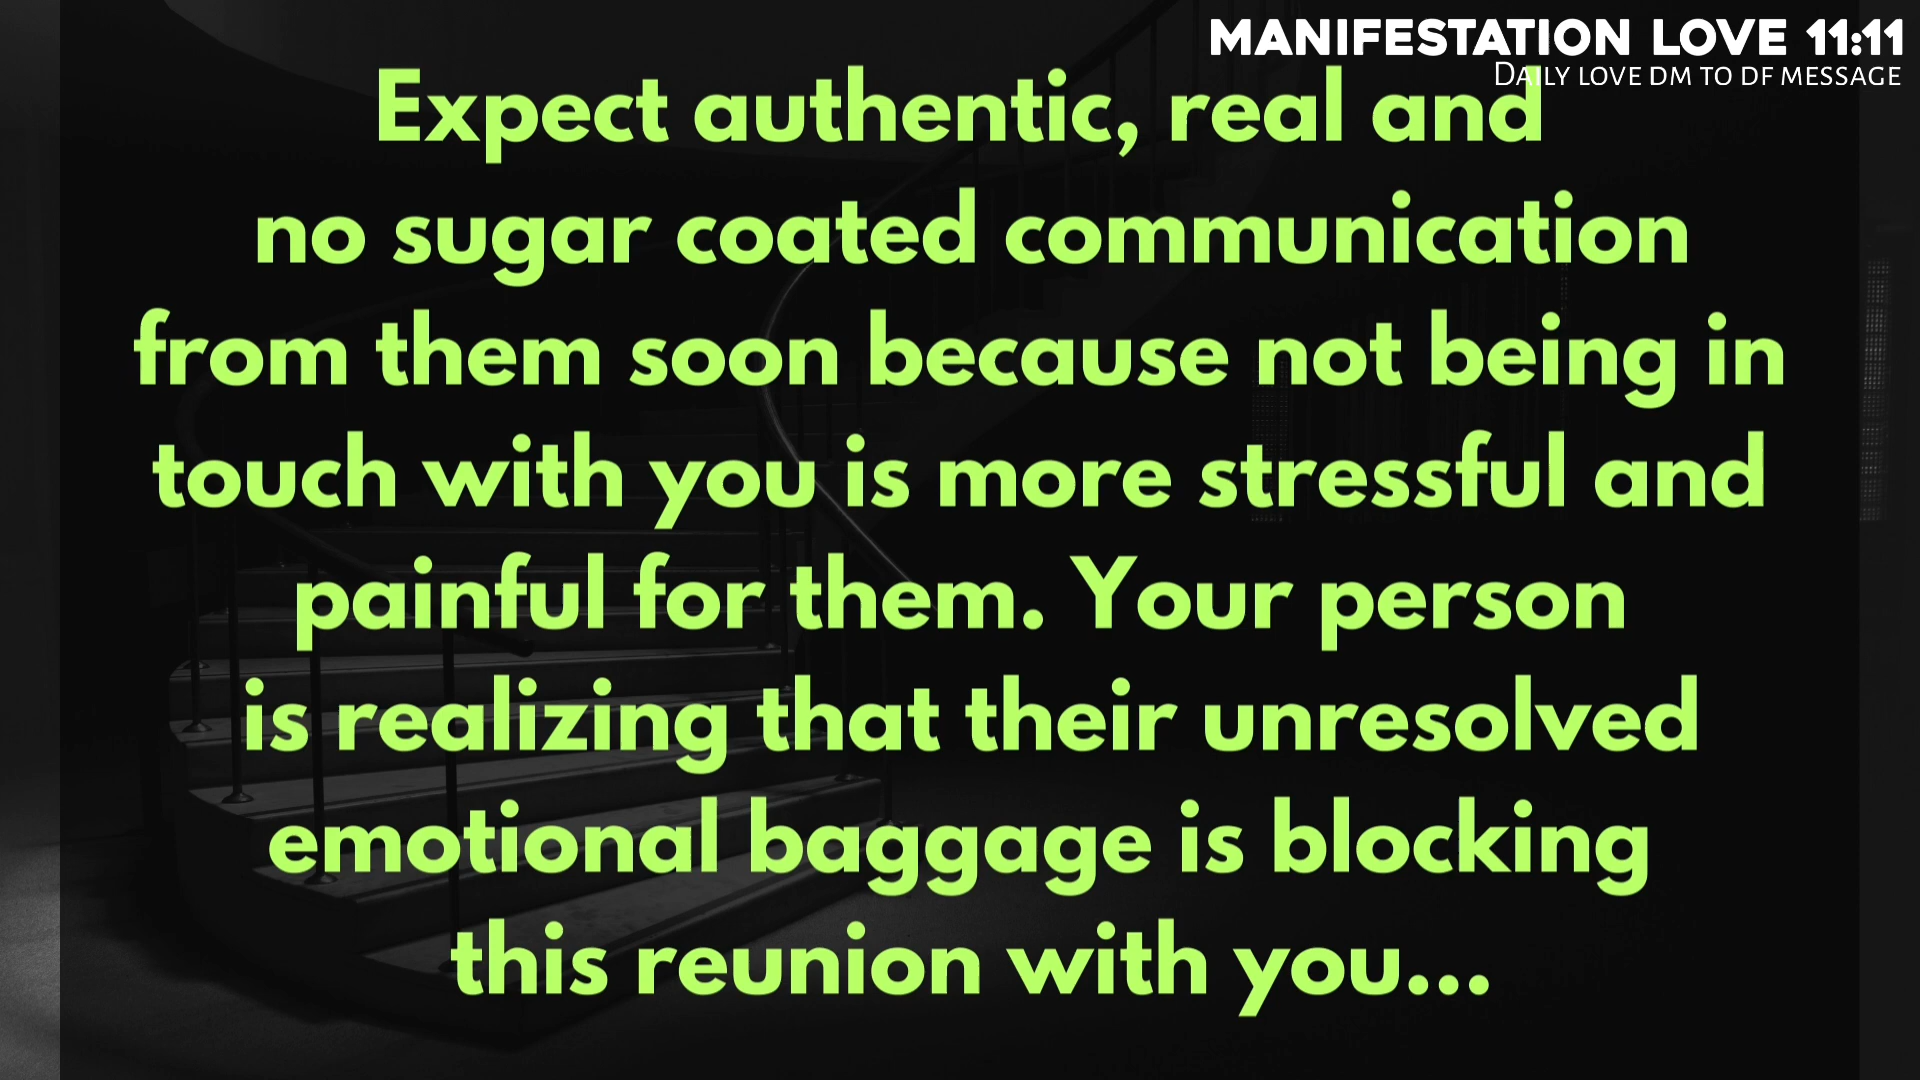 MANIFESTATION LOVE 11:11
DAILY LOVE DM TO DF MESSAGE
Expect authentic, real and
no sugar coated communication
from them soon because not being in
touch with you is more stressful and
painful for them. Your person
is realizing that their unresolved
emotional baggage is blocking
this reunion with you...